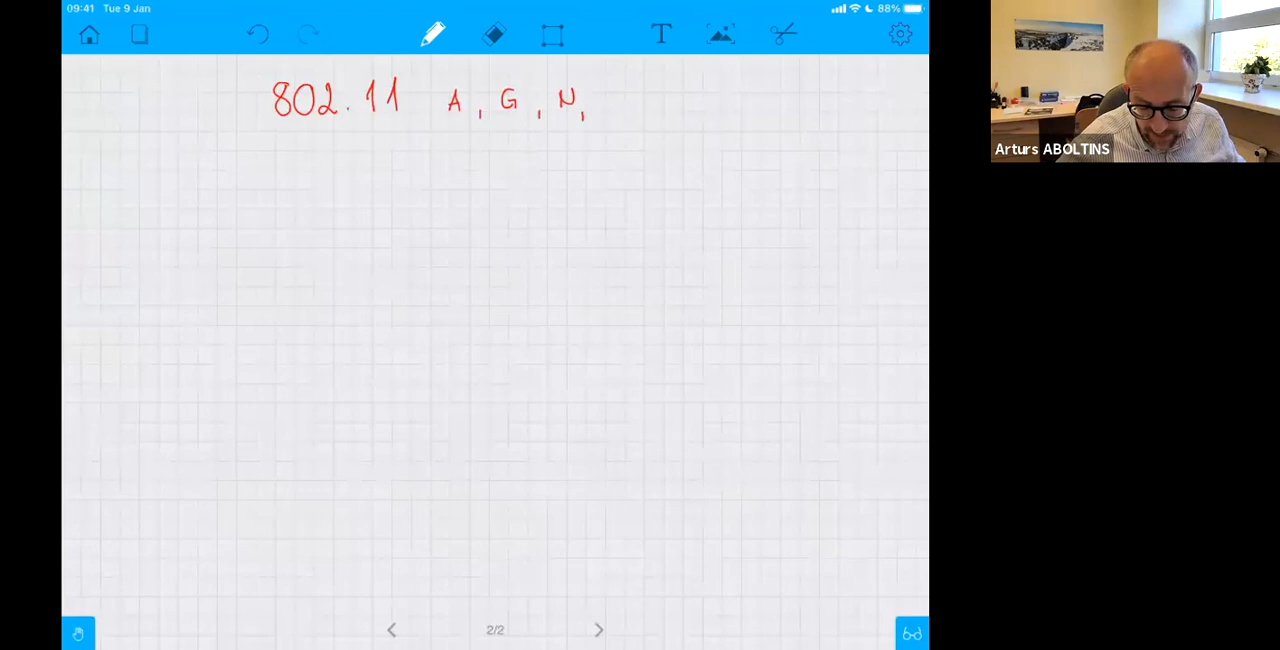 09:41 Tue 9 Jan 88%
T
802.11 A, G, N,
Arturs ABOLTINS
2/2